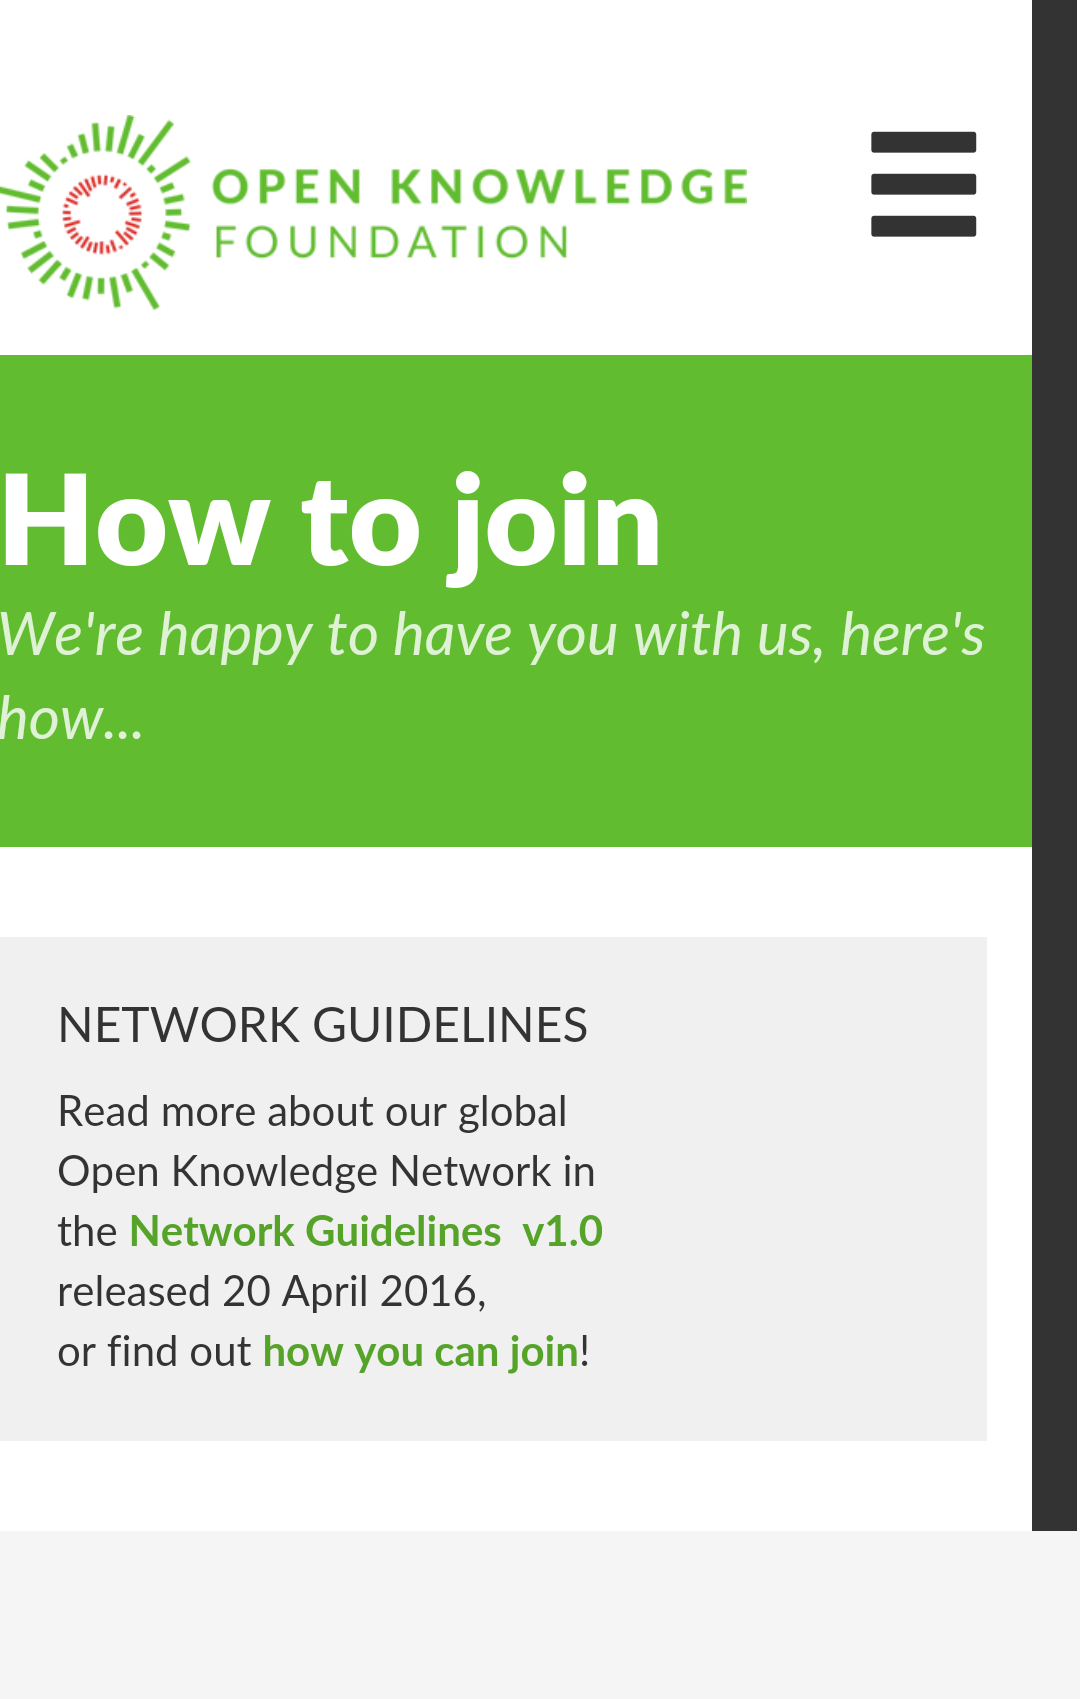 OPEN KNOWLEDGE
FOUNDATION
How to join
We're happy to have you with us, here's
how...
NETWORK GUIDELINES
Read more about our global
Open Knowledge Network in
the Network Guidelines  v1.0
released 20 April 2016,
or find out how you can join!